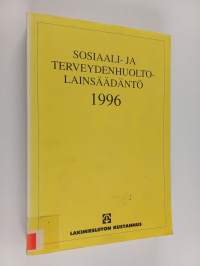 SOSIAALI- JA
TERVEYDENHUOLTO-
LAINSÄÄDÄNTÖ
1996
LAKIMIESLIITON KUSTANNUS